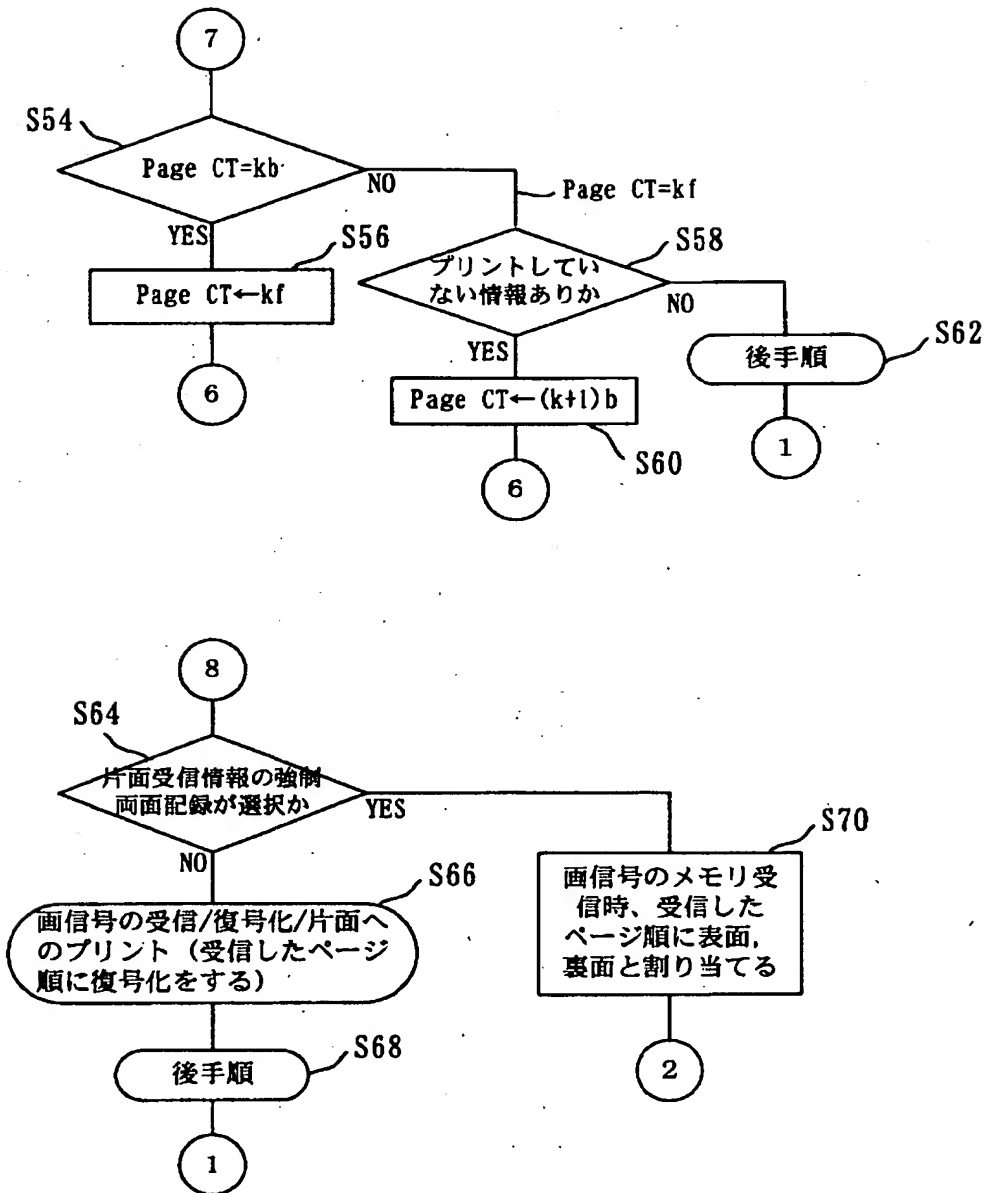 7
S54
Page CT=kb
NO
YES
Page CT=kf
S56
Page CT←kf
6
S58
プリントしてい
ない情報ありか
NO
YES
S62
後手順
1
Page CT←(k+1)b
S60
6
8
S64
片面受信情報の強制
両面記録が選択か
YES
NO
S66
画信号の受信/復号化/片面へ
のプリント（受信したページ
順に復号化をする）
S68
後手順
1
S70
画信号のメモリ受
信時、受信した
ページ順に表面,
裏面と割り当てる
2